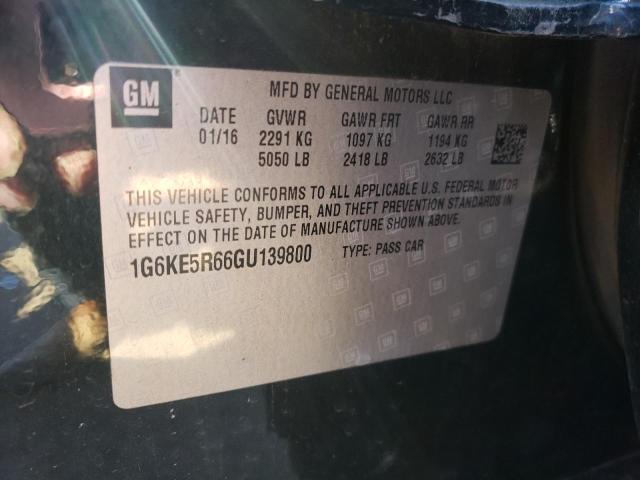 GM
MFD BY GENERAL MOTORS LLC
DATE GVWR GAWR FRT GAWR RR
01/16 2291 KG 1097 KG 1194 KG
5050 LB 2418 LB 2632 LB
THIS VEHICLE CONFORMS TO ALL APPLICABLE U.S. FEDERAL MOTOR
VEHICLE SAFETY, BUMPER, AND THEFT PREVENTION STANDARDS IN
EFFECT ON THE DATE OF MANUFACTURE SHOWN ABOVE.
1G6KE5R66GU139800 TYPE: PASS CAR